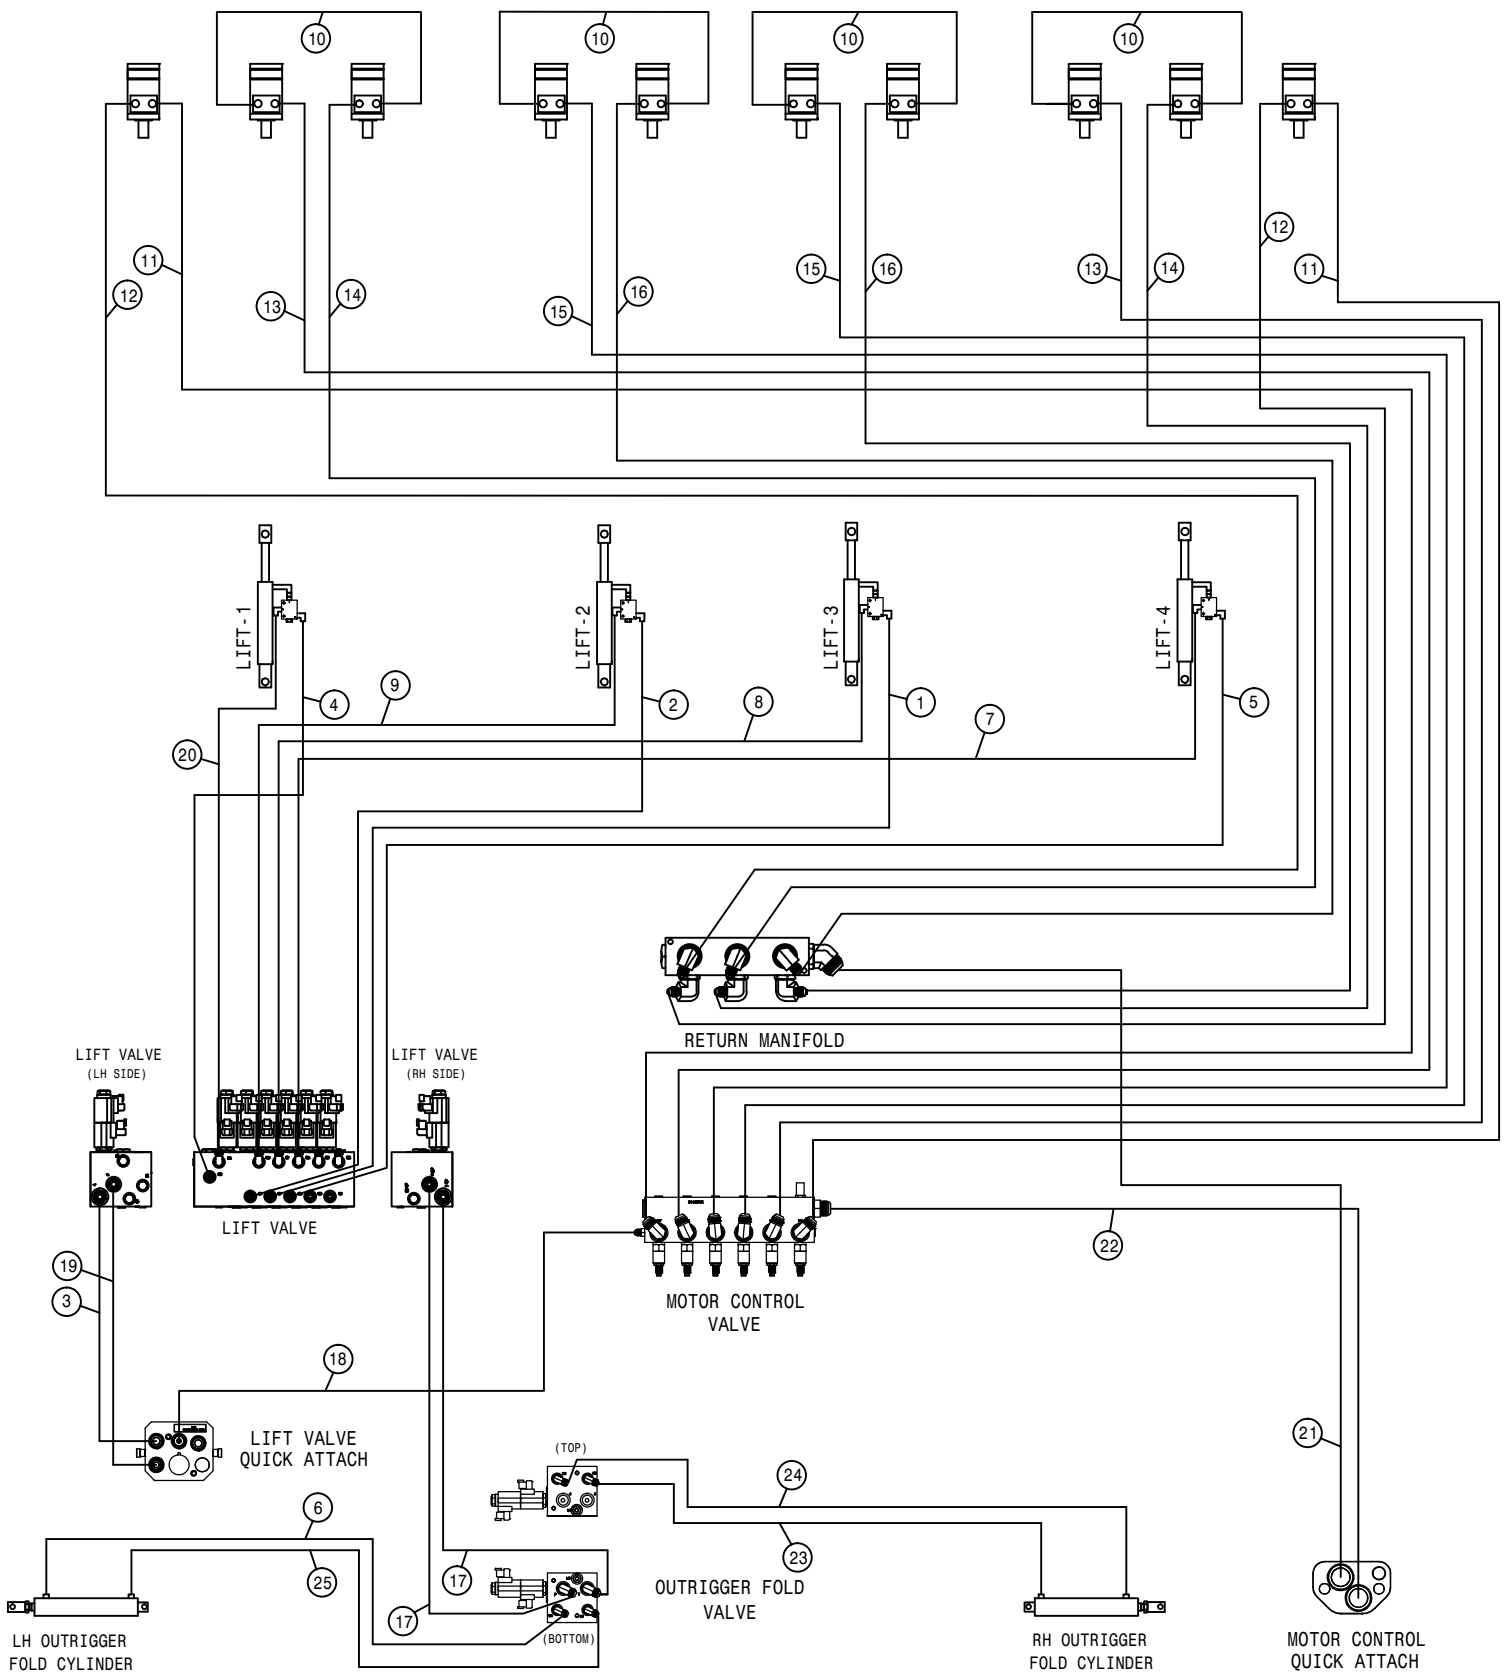 10
10
10
10
12
11
15
16
13
14
11
12
13
14
15
16
LIFT-1
LIFT-2
LIFT-3
LIFT-4
9
4
2
8
1
7
5
20
RETURN MANIFOLD
LIFT VALVE
(LH SIDE)
LIFT VALVE
(RH SIDE)
LIFT VALVE
22
19
3
MOTOR CONTROL
VALVE
18
21
LIFT VALVE
QUICK ATTACH
(TOP)
24
6
23
25
17
17
OUTRIGGER FOLD
VALVE
(BOTTOM)
LH OUTRIGGER
FOLD CYLINDER
RH OUTRIGGER
FOLD CYLINDER
MOTOR CONTROL
QUICK ATTACH